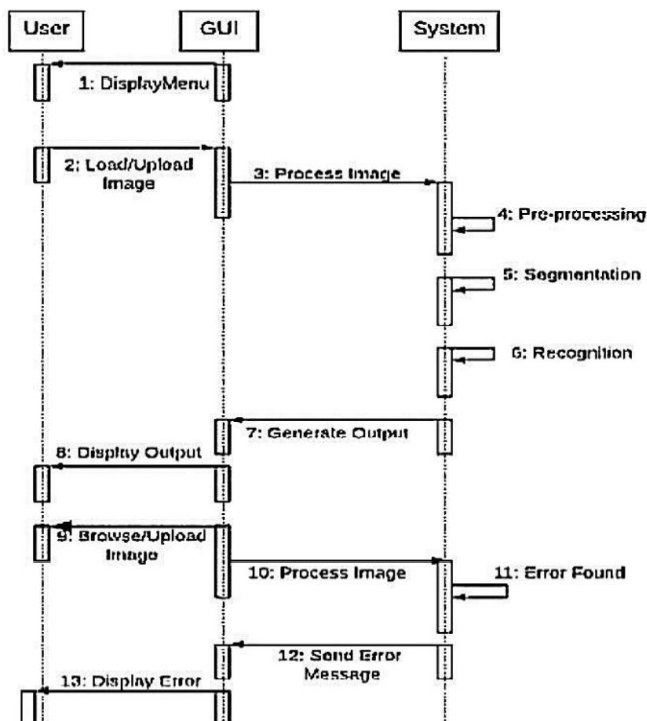 User
GUI
System
1: DisplayMenu
2: Load/Upload
Image
3: Process Image
4: Pre-processing
5: Segmentation
6: Recognition
7: Generate Output
8: Display Output
9: Browse/Upload
Image
10: Process Image
11: Error Found
12: Send Error
Message
13: Display Error